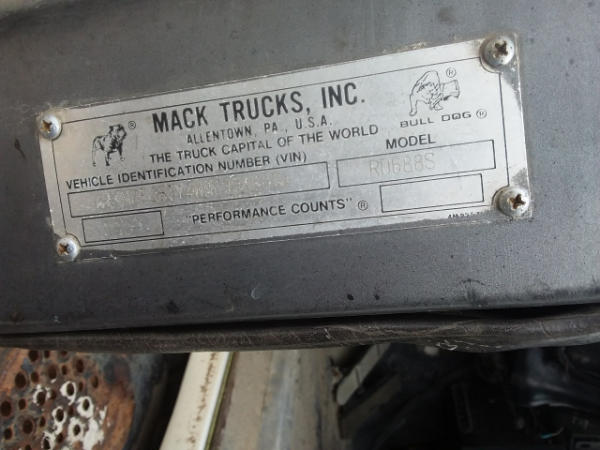 MACK TRUCKS, INC.
ALLENTOWN, PA., U.S.A.
THE TRUCK CAPITAL OF THE WORLD
BULL DOG ®
VEHICLE IDENTIFICATION NUMBER (VIN)
MODEL
RD688S
"PERFORMANCE COUNTS" ®